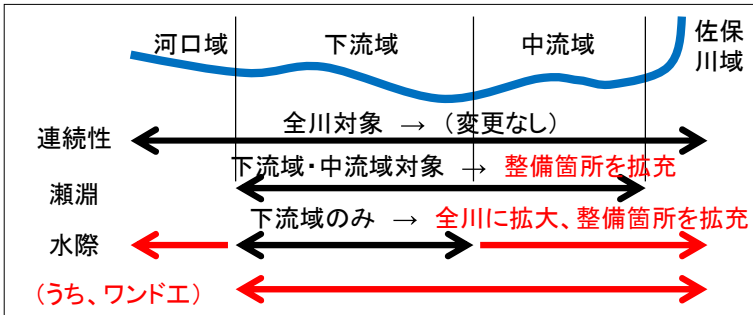 河口域 下流域 中流域 佐保川域
連続性 全川対象 → (変更なし)
瀬淵 下流域・中流域対象 → 整備箇所を拡充
水際 下流域のみ → 全川に拡大、整備箇所を拡充
(うち、ワンド工)